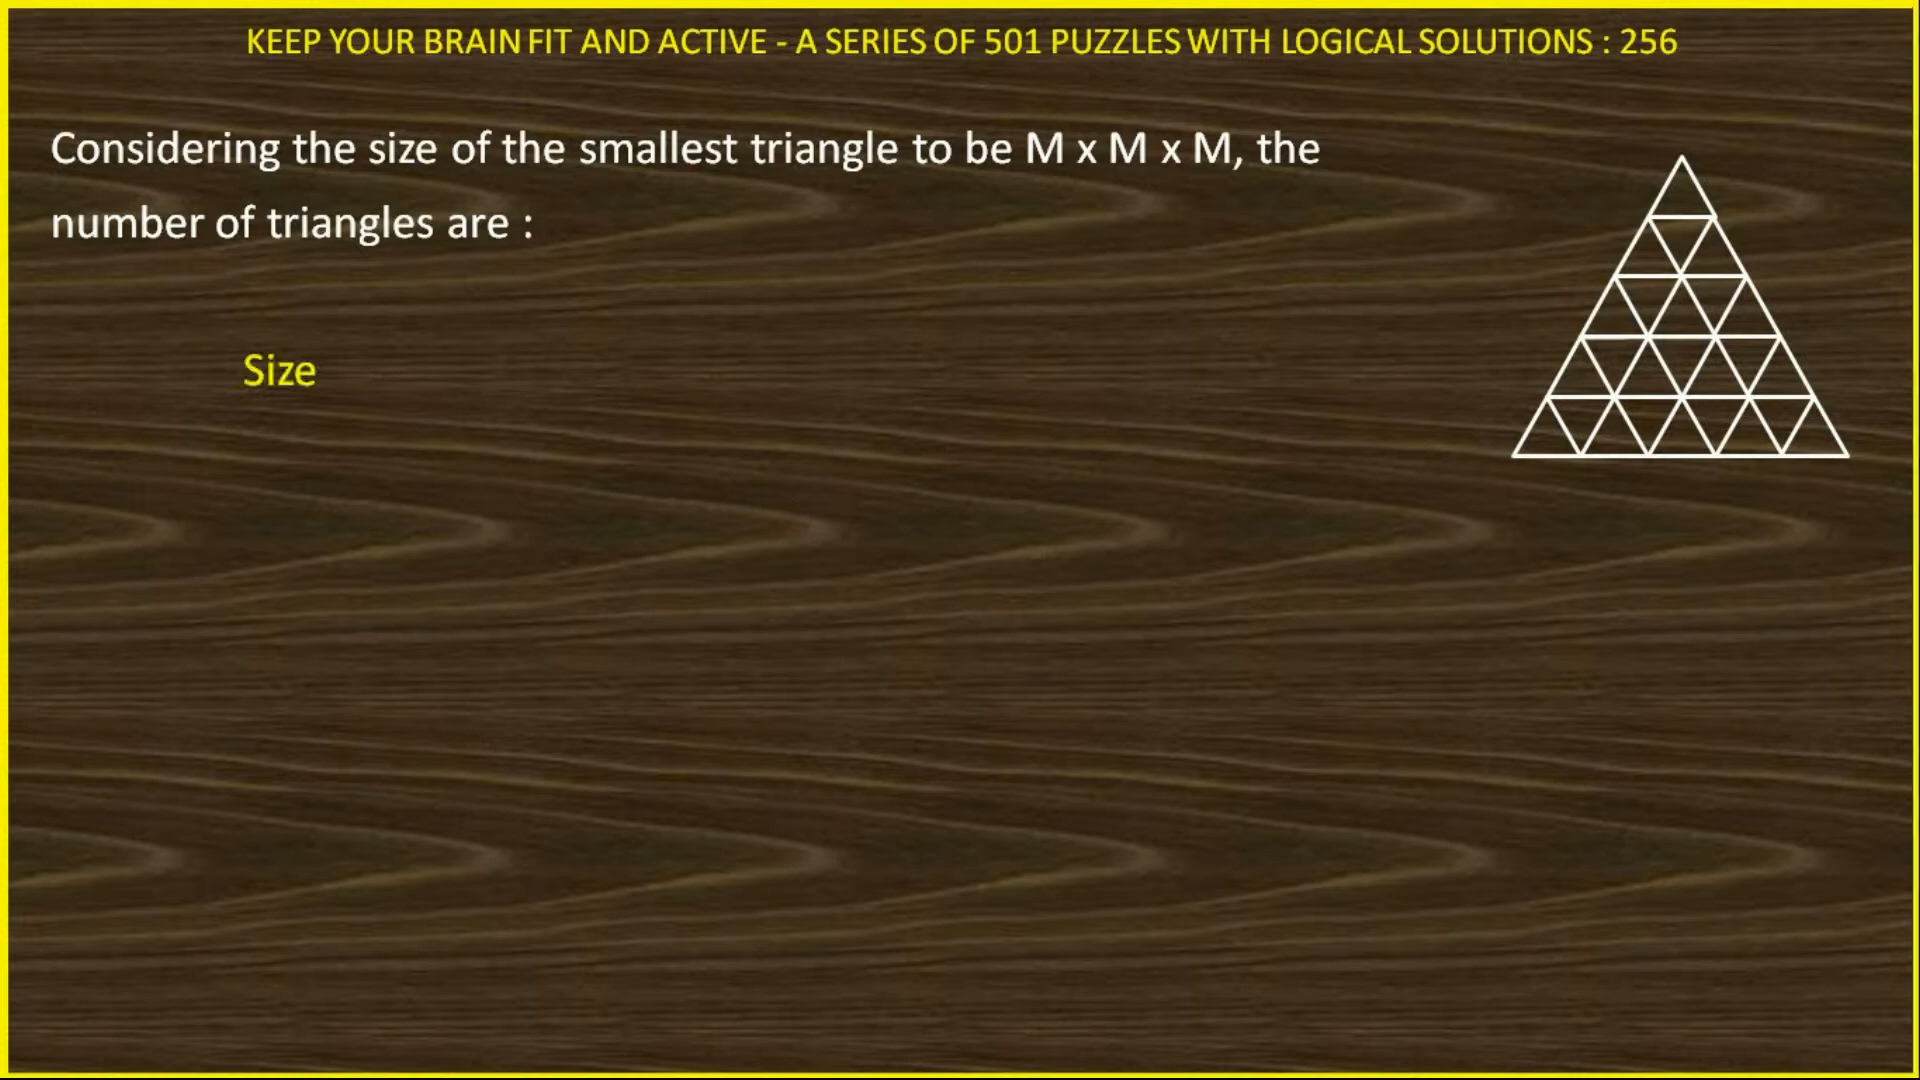 KEEP YOUR BRAIN FIT AND ACTIVE - A SERIES OF 501 PUZZLES WITH LOGICAL SOLUTIONS : 256
Considering the size of the smallest triangle to be M x M x M, the
number of triangles are :
Size